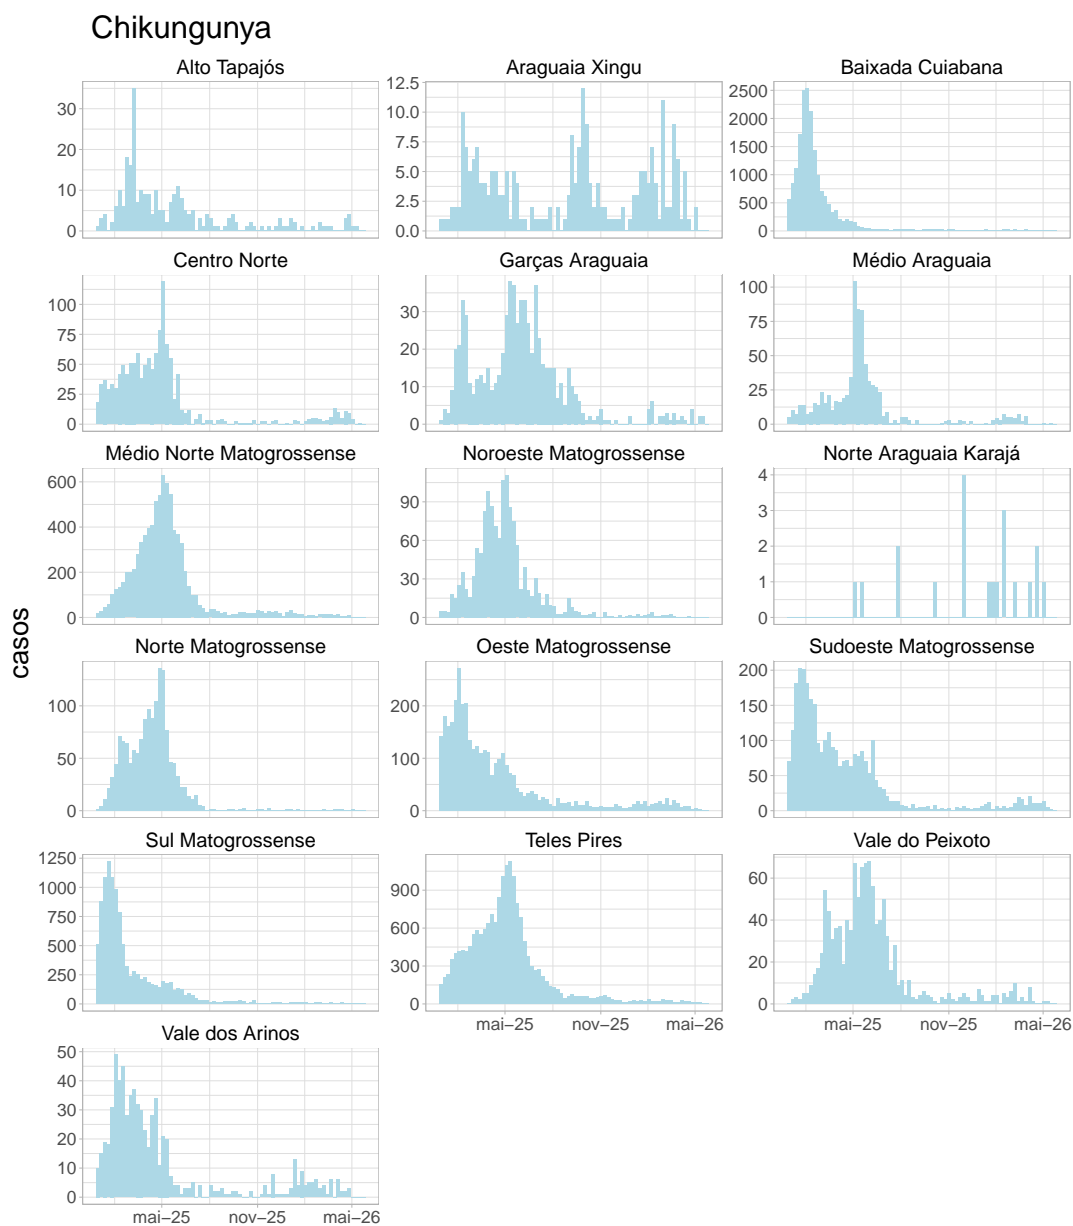 Chikungunya
Alto Tapajós
Araguaia Xingu
Baixada Cuiabana
30
20
10
0
12.5
10.0
7.5
5.0
2.5
0.0
2500
2000
1500
1000
500
0
Centro Norte
Garças Araguaia
Médio Araguaia
100
75
50
25
0
30
20
10
0
100
75
50
25
0
Médio Norte Matogrossense
Noroeste Matogrossense
Norte Araguaia Karajá
600
400
200
0
90
60
30
0
4
3
2
1
0
casos
Norte Matogrossense
Oeste Matogrossense
Sudoeste Matogrossense
100
50
0
200
100
0
200
150
100
50
0
Sul Matogrossense
Teles Pires
Vale do Peixoto
1250
1000
750
500
250
0
900
600
300
0
60
40
20
0
mai−25
nov−25
mai−26
mai−25
nov−25
mai−26
Vale dos Arinos
50
40
30
20
10
0
mai−25
nov−25
mai−26